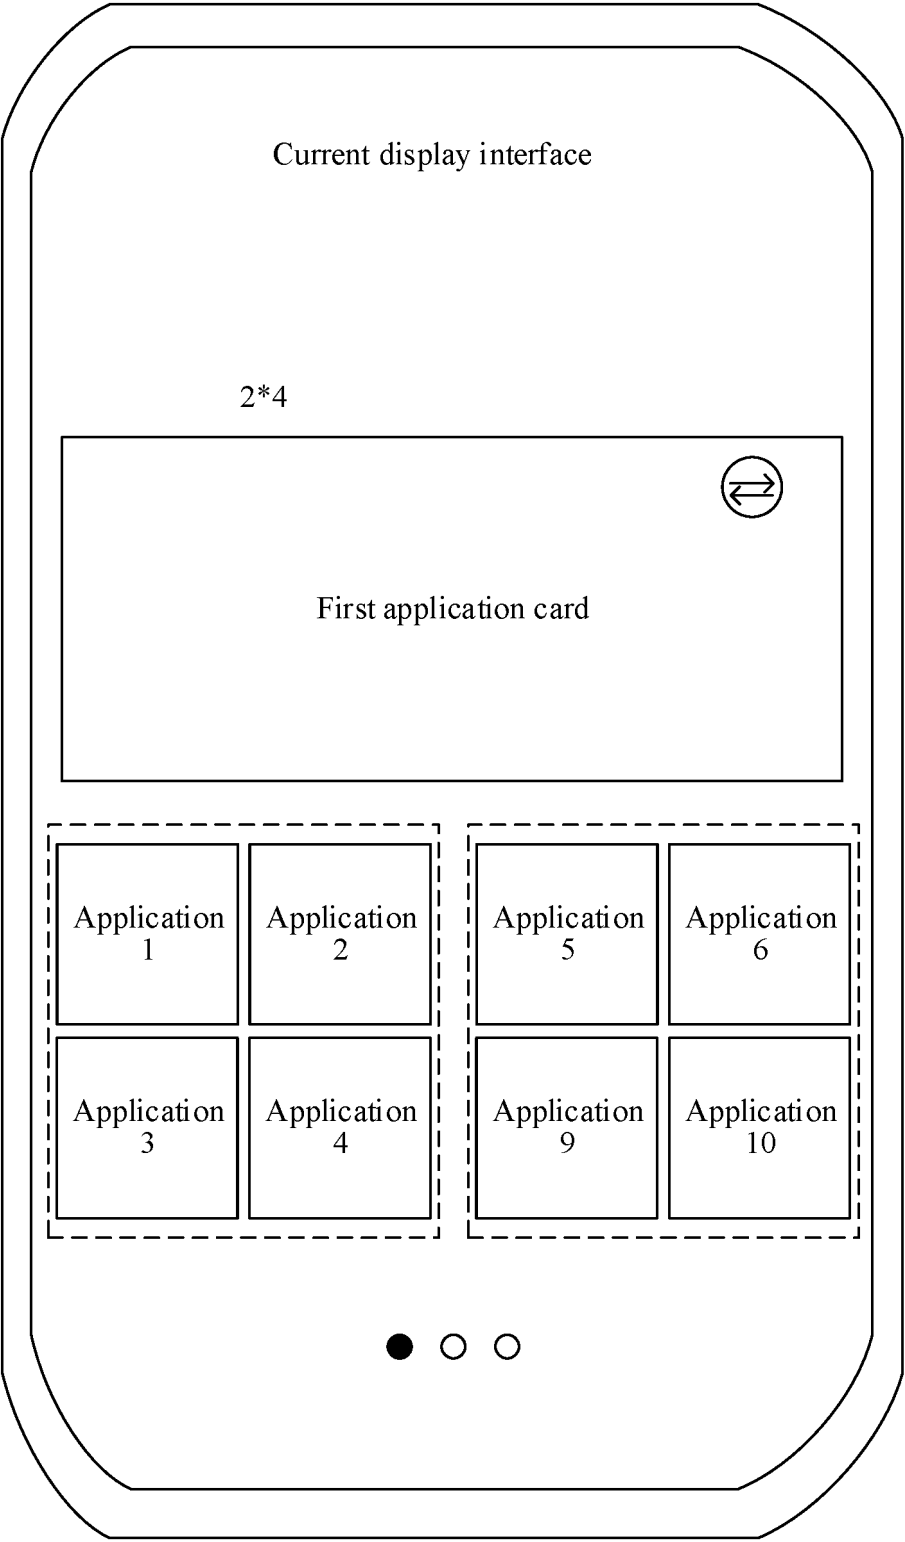 Current display interface
2*4
First application card
Application
1
Application
2
Application
5
Application
6
Application
3
Application
4
Application
9
Application
10